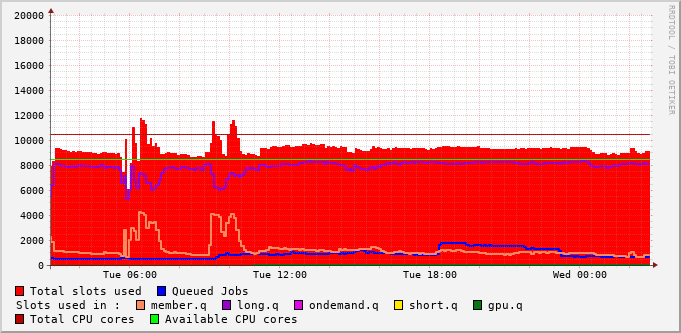 20000
18000
16000
14000
12000
10000
8000
6000
4000
2000
0
Tue 06:00 Tue 12:00 Tue 18:00 Wed 00:00
RRDTOOL / TOBI OETIKER
Total slots used Queued Jobs
Slots used in : member.q long.q ondemand.q short.q gpu.q
Total CPU cores Available CPU cores